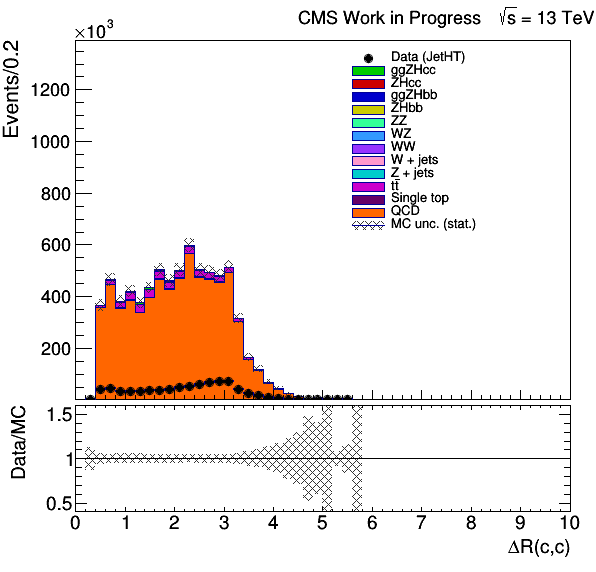 CMS Work in Progress √s = 13 TeV
×10³
Events/0.2
1200
1000
800
600
400
200
Data (JetHT)
ggZHcc
ZHcc
ggZHbb
ZHbb
ZZ
WZ
WW
W + jets
Z + jets
tt̄
Single top
QCD
MC unc. (stat.)
Data/MC
1.5
1
0.5
0 1 2 3 4 5 6 7 8 9 10
ΔR(c,c)